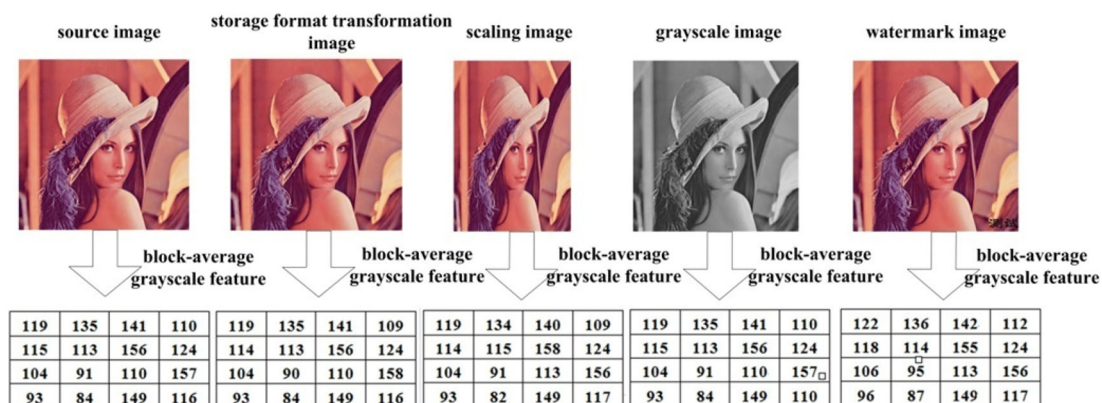 source image
storage format transformation
image
scaling image
grayscale image
watermark image
block-average
grayscale feature
block-average
grayscale feature
block-average
grayscale feature
block-average
grayscale feature
block-average
grayscale feature
119 135 141 110
115 113 156 124
104 91 110 157
93 84 149 116
119 135 141 109
114 113 156 124
104 90 110 158
93 84 149 116
119 134 140 109
114 115 158 124
104 91 113 156
93 82 149 117
119 135 141 110
115 113 156 124
104 91 110 157
93 84 149 110
122 136 142 112
118 114 155 124
106 95 113 156
96 87 149 117